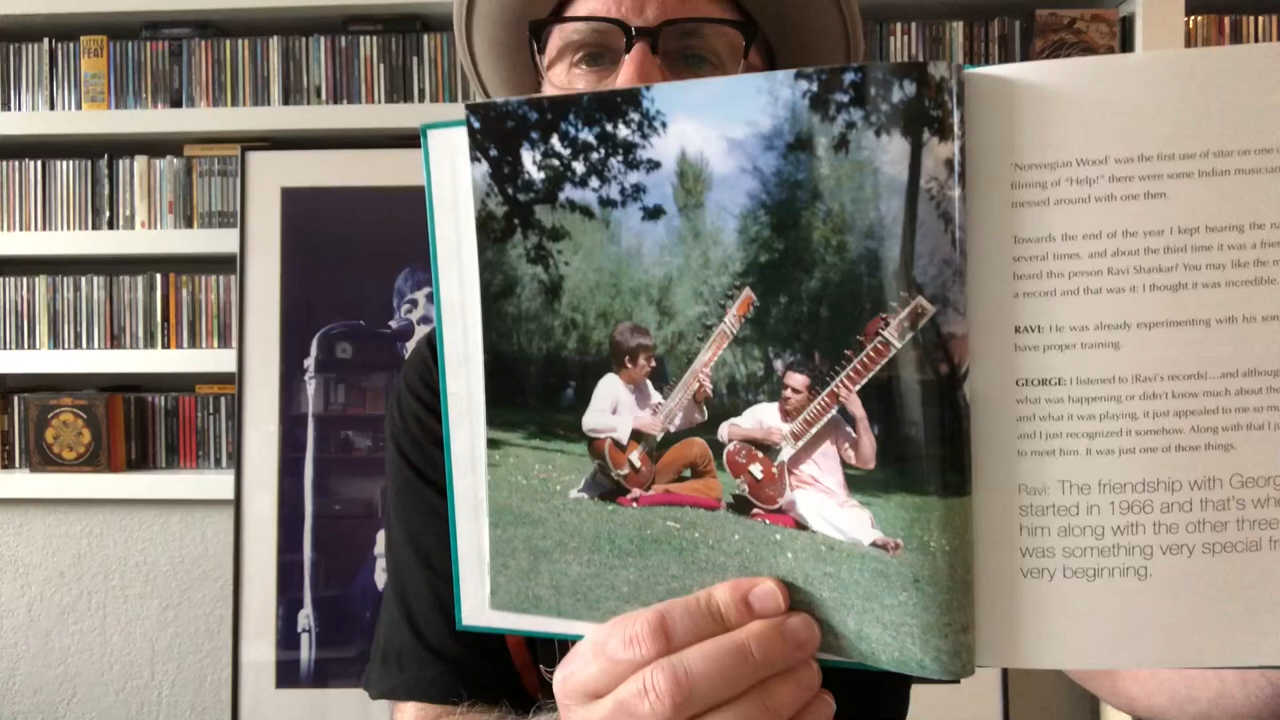 LITTLE
FEAT
'Norwegian Wood' was the first use of sitar on one
filming of "Help!" there were some Indian musician
messed around with one then.
Towards the end of the year I kept hearing the
several times, and about the third time it was a
heard this person Ravi Shankar? You may like the
a record and that was it; I thought it was incredible.
RAVI: He was already experimenting with his
have proper training.
GEORGE: I listened to [Ravi's records]...and
what was happening or didn't know much about
and what it was playing, it just appealed to me so
and I just recognized it somehow. Along with that I
to meet him. It was just one of those things.
Ravi: The friendship with
started in 1966 and that's
him along with the other three
was something very special
very beginning.